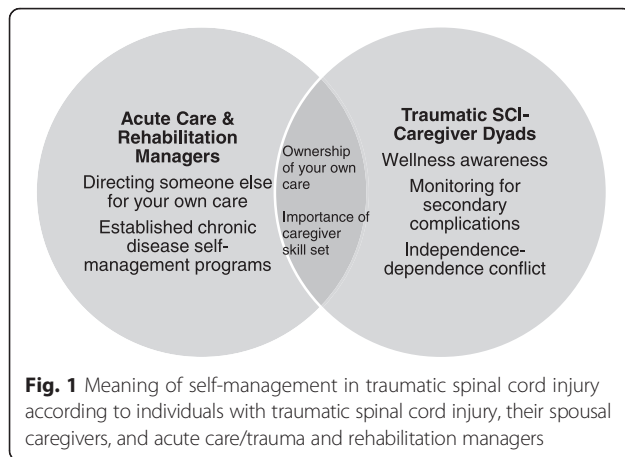 Acute Care &
Rehabilitation
Managers
Directing someone else
for your own care
Established chronic
disease self-
management programs
Ownership
of your own
care
Importance of
caregiver
skill set
Traumatic SCI-
Caregiver Dyads
Wellness awareness
Monitoring for
secondary
complications
Independence-
dependence conflict
Fig. 1 Meaning of self-management in traumatic spinal cord injury
according to individuals with traumatic spinal cord injury, their spousal
caregivers, and acute care/trauma and rehabilitation managers